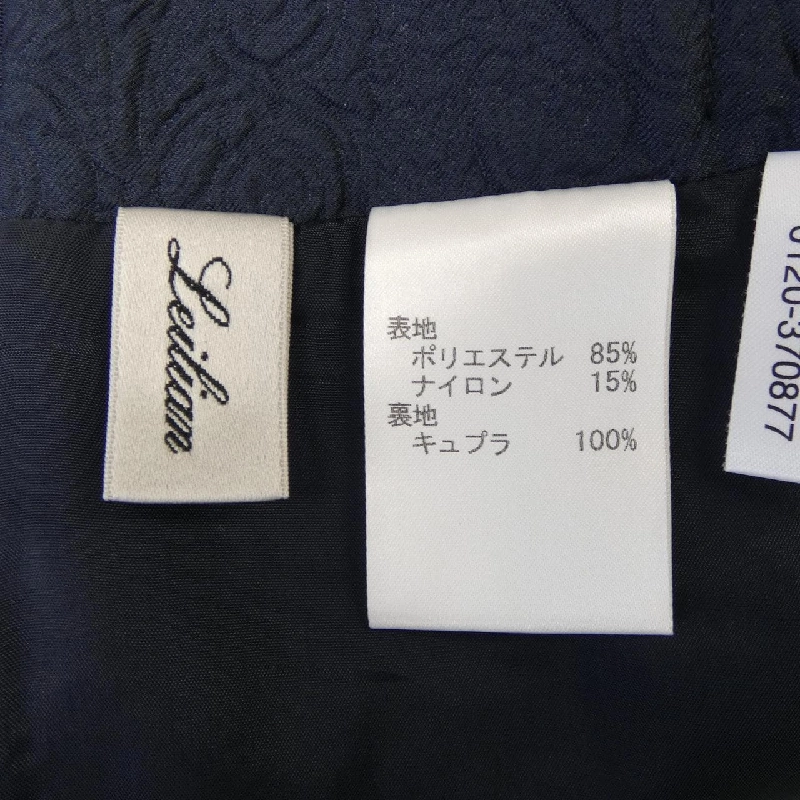 Leilian
表地
ポリエステル 85%
ナイロン 15%
裏地
キュプラ 100%
0120-370877